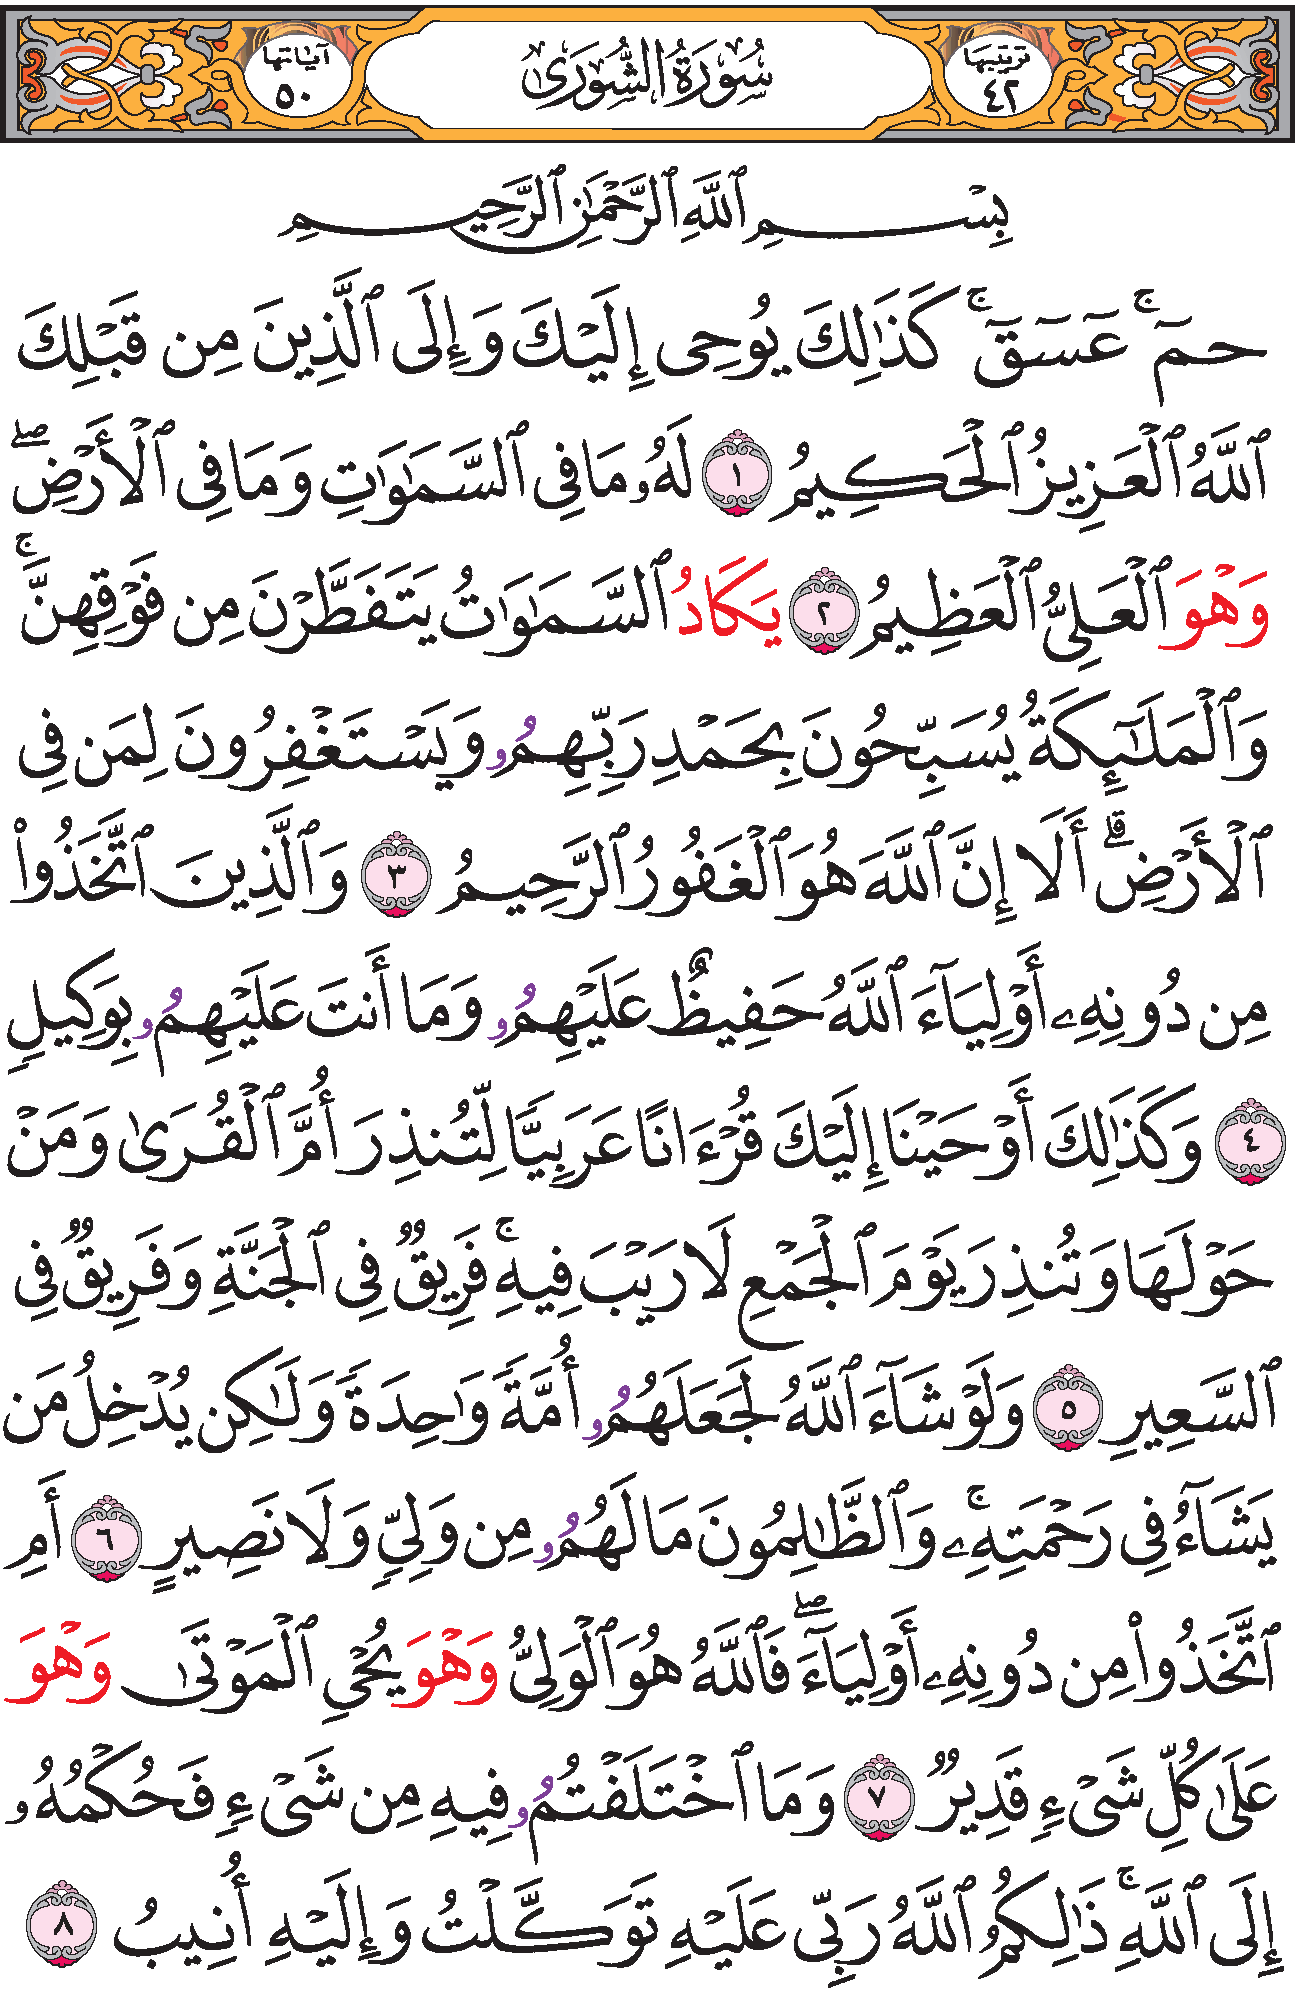 ترتيبها
٤٢
سُورَةُ الشُّورَىٰ
آياتها
٥٠
بِسْمِ ٱللَّهِ ٱلرَّحْمَٰنِ ٱلرَّحِيمِ
حمٓۚ عٓسٓقٓۚ كَذَٰلِكَ يُوحِى إِلَيْكَ وَإِلَى ٱلَّذِينَ مِن قَبْلِكَ
ٱللَّهُ ٱلْعَزِيزُ ٱلْحَكِيمُ ١ لَهُۥ مَا فِى ٱلسَّمَٰوَٰتِ وَمَا فِى ٱلْأَرْضِۖ
وَهْوَ ٱلْعَلِىُّ ٱلْعَظِيمُ ٢ يَكَادُ ٱلسَّمَٰوَٰتُ يَتَفَطَّرْنَ مِن فَوْقِهِنَّۚ
وَٱلْمَلَٰٓئِكَةُ يُسَبِّحُونَ بِحَمْدِ رَبِّهِمُۥ وَيَسْتَغْفِرُونَ لِمَن فِى
ٱلْأَرْضِۗ أَلَا إِنَّ ٱللَّهَ هُوَ ٱلْغَفُورُ ٱلرَّحِيمُ ٣ وَٱلَّذِينَ ٱتَّخَذُوا۟
مِن دُونِهِۦ أَوْلِيَآءَ ٱللَّهُ حَفِيظٌ عَلَيْهِمُۥ وَمَا أَنتَ عَلَيْهِمُۥ بِوَكِيلٍ
٤ وَكَذَٰلِكَ أَوْحَيْنَا إِلَيْكَ قُرْءَانًا عَرَبِيًّا لِّتُنذِرَ أُمَّ ٱلْقُرَىٰ وَمَنْ
حَوْلَهَا وَتُنذِرَ يَوْمَ ٱلْجَمْعِ لَا رَيْبَ فِيهِۚ فَرِيقٌ فِى ٱلْجَنَّةِ وَفَرِيقٌ فِى
ٱلسَّعِيرِ ٥ وَلَوْ شَآءَ ٱللَّهُ لَجَعَلَهُمُۥ أُمَّةً وَٰحِدَةً وَلَٰكِن يُدْخِلُ مَن
يَشَآءُ فِى رَحْمَتِهِۦۚ وَٱلظَّٰلِمُونَ مَا لَهُمُۥ مِن وَلِىٍّ وَلَا نَصِيرٍ ٦ أَمِ
ٱتَّخَذُوا۟ مِن دُونِهِۦ أَوْلِيَآءَۖ فَٱللَّهُ هُوَ ٱلْوَلِىُّ وَهْوَ يُحْىِ ٱلْمَوْتَىٰ وَهْوَ
عَلَىٰ كُلِّ شَىْءٍ قَدِيرٌ ٧ وَمَا ٱخْتَلَفْتُمُۥ فِيهِ مِن شَىْءٍ فَحُكْمُهُۥ
إِلَى ٱللَّهِۚ ذَٰلِكُمُ ٱللَّهُ رَبِّى عَلَيْهِ تَوَكَّلْتُ وَإِلَيْهِ أُنِيبُ ٨